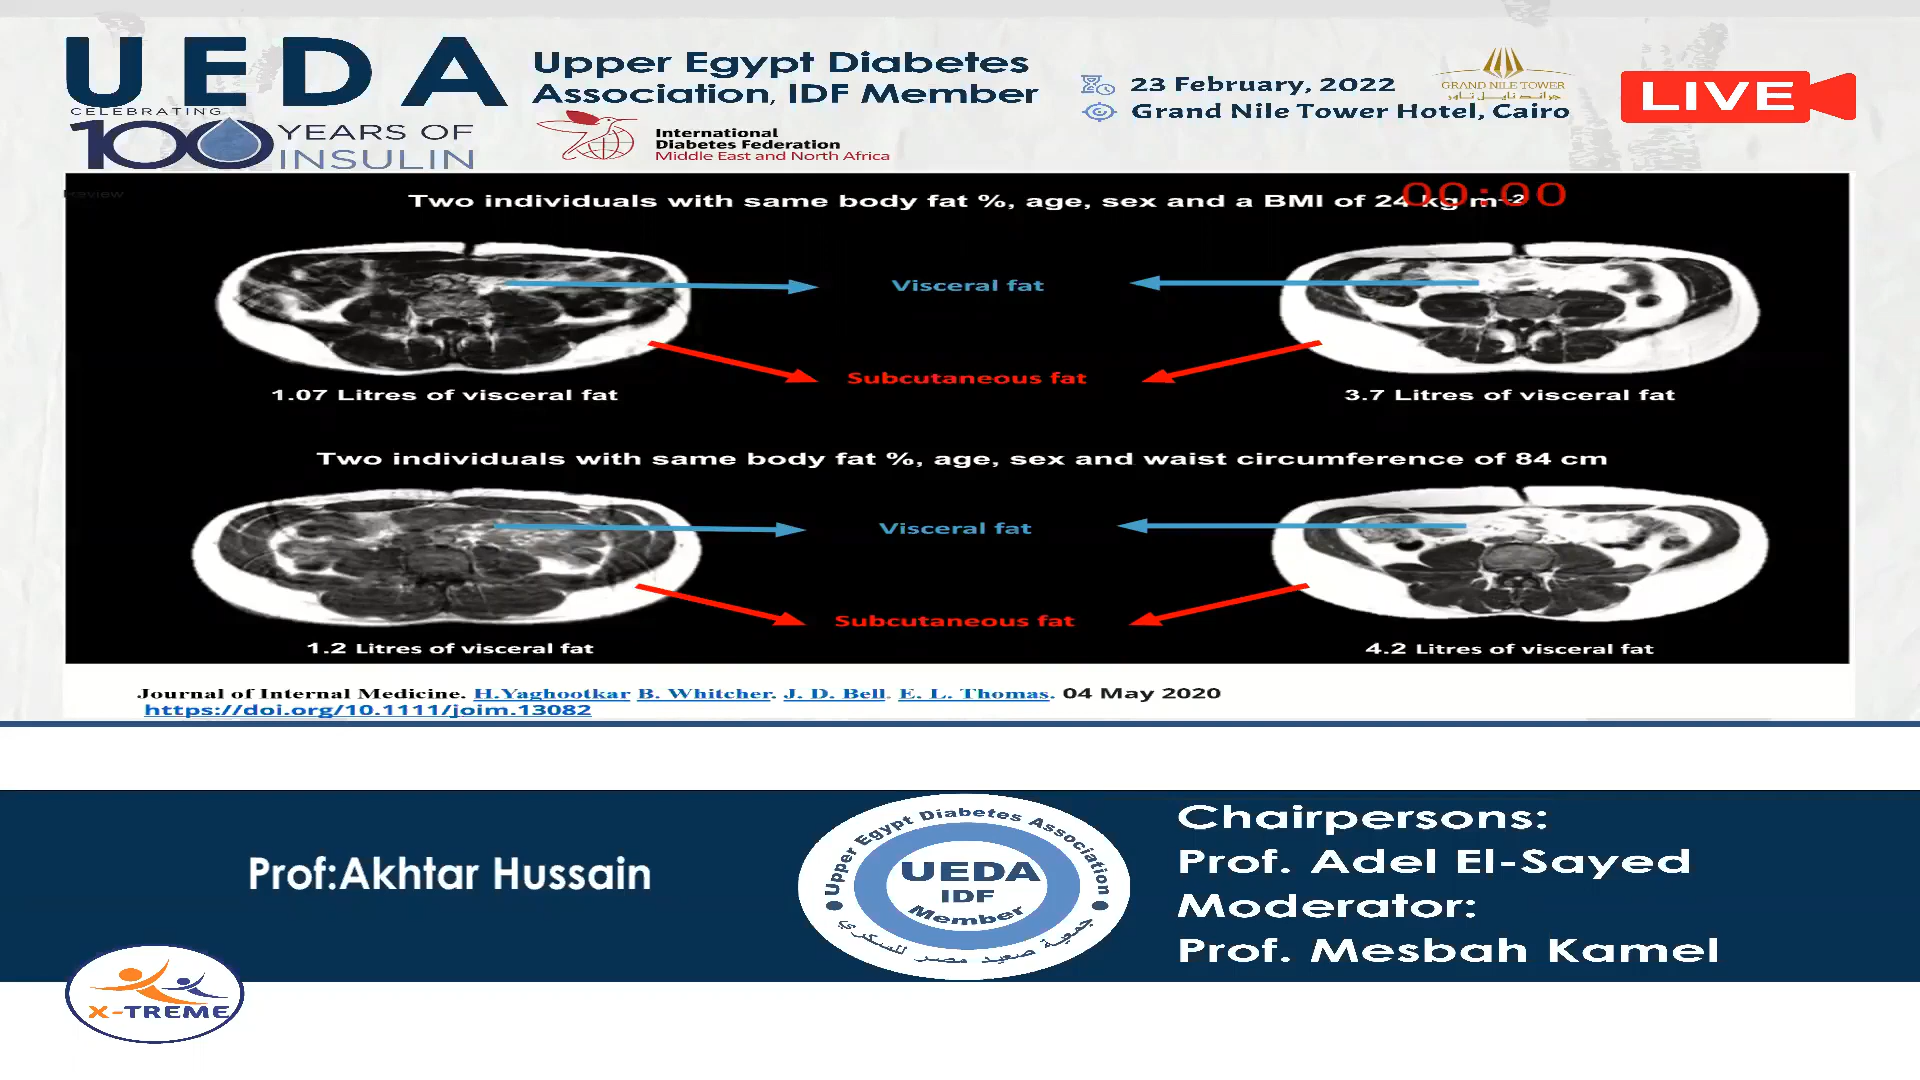 UEDA
CELEBRATING
100 YEARS OF
INSULIN
Upper Egypt Diabetes
Association, IDF Member
International
Diabetes Federation
Middle East and North Africa
23 February, 2022
Grand Nile Tower Hotel, Cairo
GRAND NILE TOWER
جراند نايل تاور
LIVE
00:00
Two individuals with same body fat %, age, sex and a BMI of 24 kg m⁻²
Visceral fat
Subcutaneous fat
1.07 Litres of visceral fat
3.7 Litres of visceral fat
Two individuals with same body fat %, age, sex and waist circumference of 84 cm
Visceral fat
Subcutaneous fat
1.2 Litres of visceral fat
4.2 Litres of visceral fat
Journal of Internal Medicine. H.Yaghootkar B. Whitcher. J. D. Bell. E. L. Thomas. 04 May 2020
https://doi.org/10.1111/joim.13082
Prof:Akhtar Hussain
Upper Egypt Diabetes Association
UEDA
IDF
Member
جمعية صعيد مصر للسكري
Chairpersons:
Prof. Adel El-Sayed
Moderator:
Prof. Mesbah Kamel
X-TREME